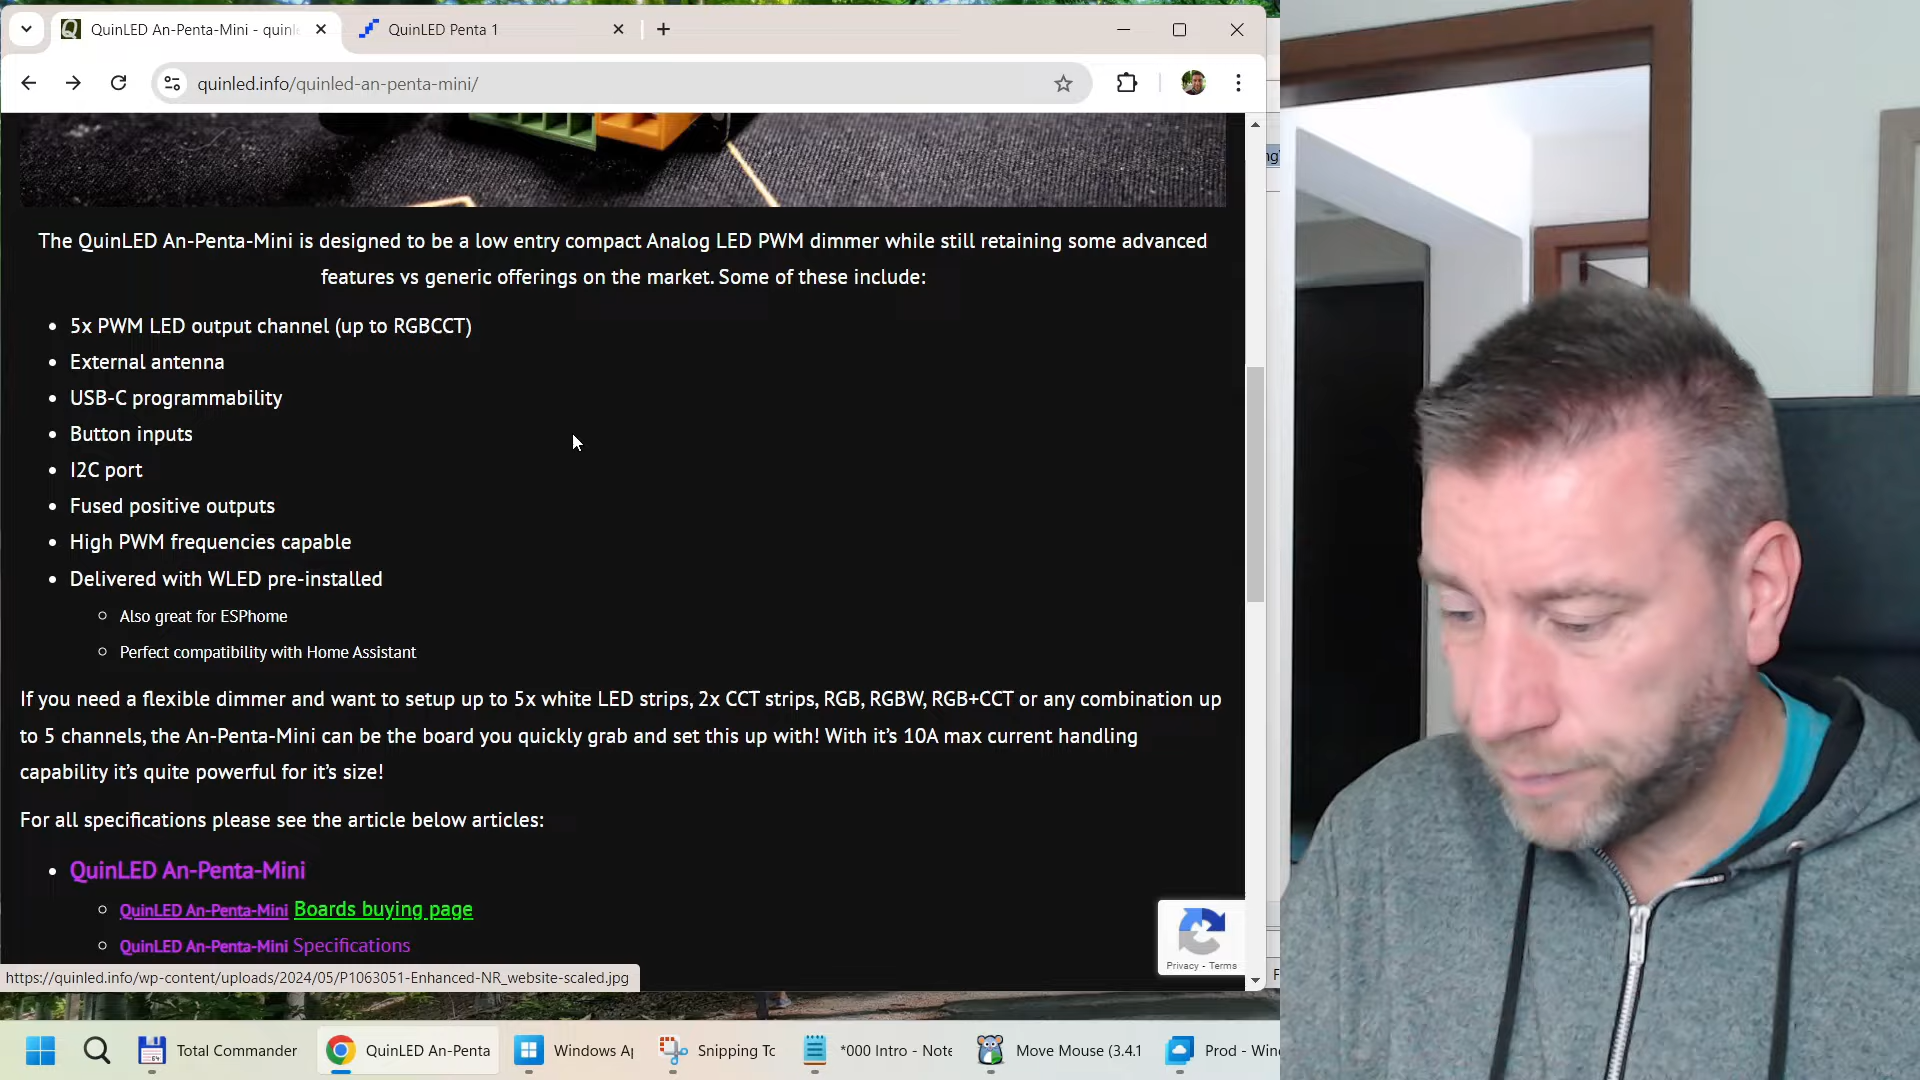 QuinLED An-Penta-Mini - quinl
QuinLED Penta 1
quinled.info/quinled-an-penta-mini/
The QuinLED An-Penta-Mini is designed to be a low entry compact Analog LED PWM dimmer while still retaining some advanced
features vs generic offerings on the market. Some of these include:
5x PWM LED output channel (up to RGBCCT)
External antenna
USB-C programmability
Button inputs
I2C port
Fused positive outputs
High PWM frequencies capable
Delivered with WLED pre-installed
Also great for ESPhome
Perfect compatibility with Home Assistant
If you need a flexible dimmer and want to setup up to 5x white LED strips, 2x CCT strips, RGB, RGBW, RGB+CCT or any combination up
to 5 channels, the An-Penta-Mini can be the board you quickly grab and set this up with! With it's 10A max current handling
capability it's quite powerful for it's size!
For all specifications please see the article below articles:
QuinLED An-Penta-Mini
QuinLED An-Penta-Mini Boards buying page
QuinLED An-Penta-Mini Specifications
Privacy - Terms
https://quinled.info/wp-content/uploads/2024/05/P1063051-Enhanced-NR_website-scaled.jpg
Total Commander
QuinLED An-Penta
Windows Ap
Snipping To
*000 Intro - Note
Move Mouse (3.4.1
Prod - Win